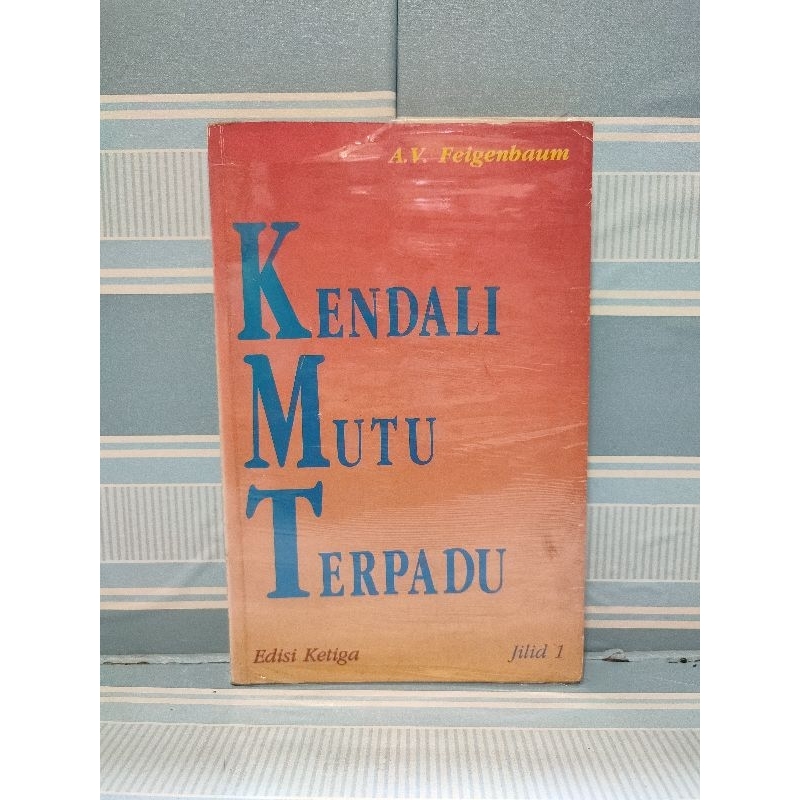 A.V. Feigenbaum
KENDALI
MUTU
TERPADU
Edisi Ketiga
Jilid 1